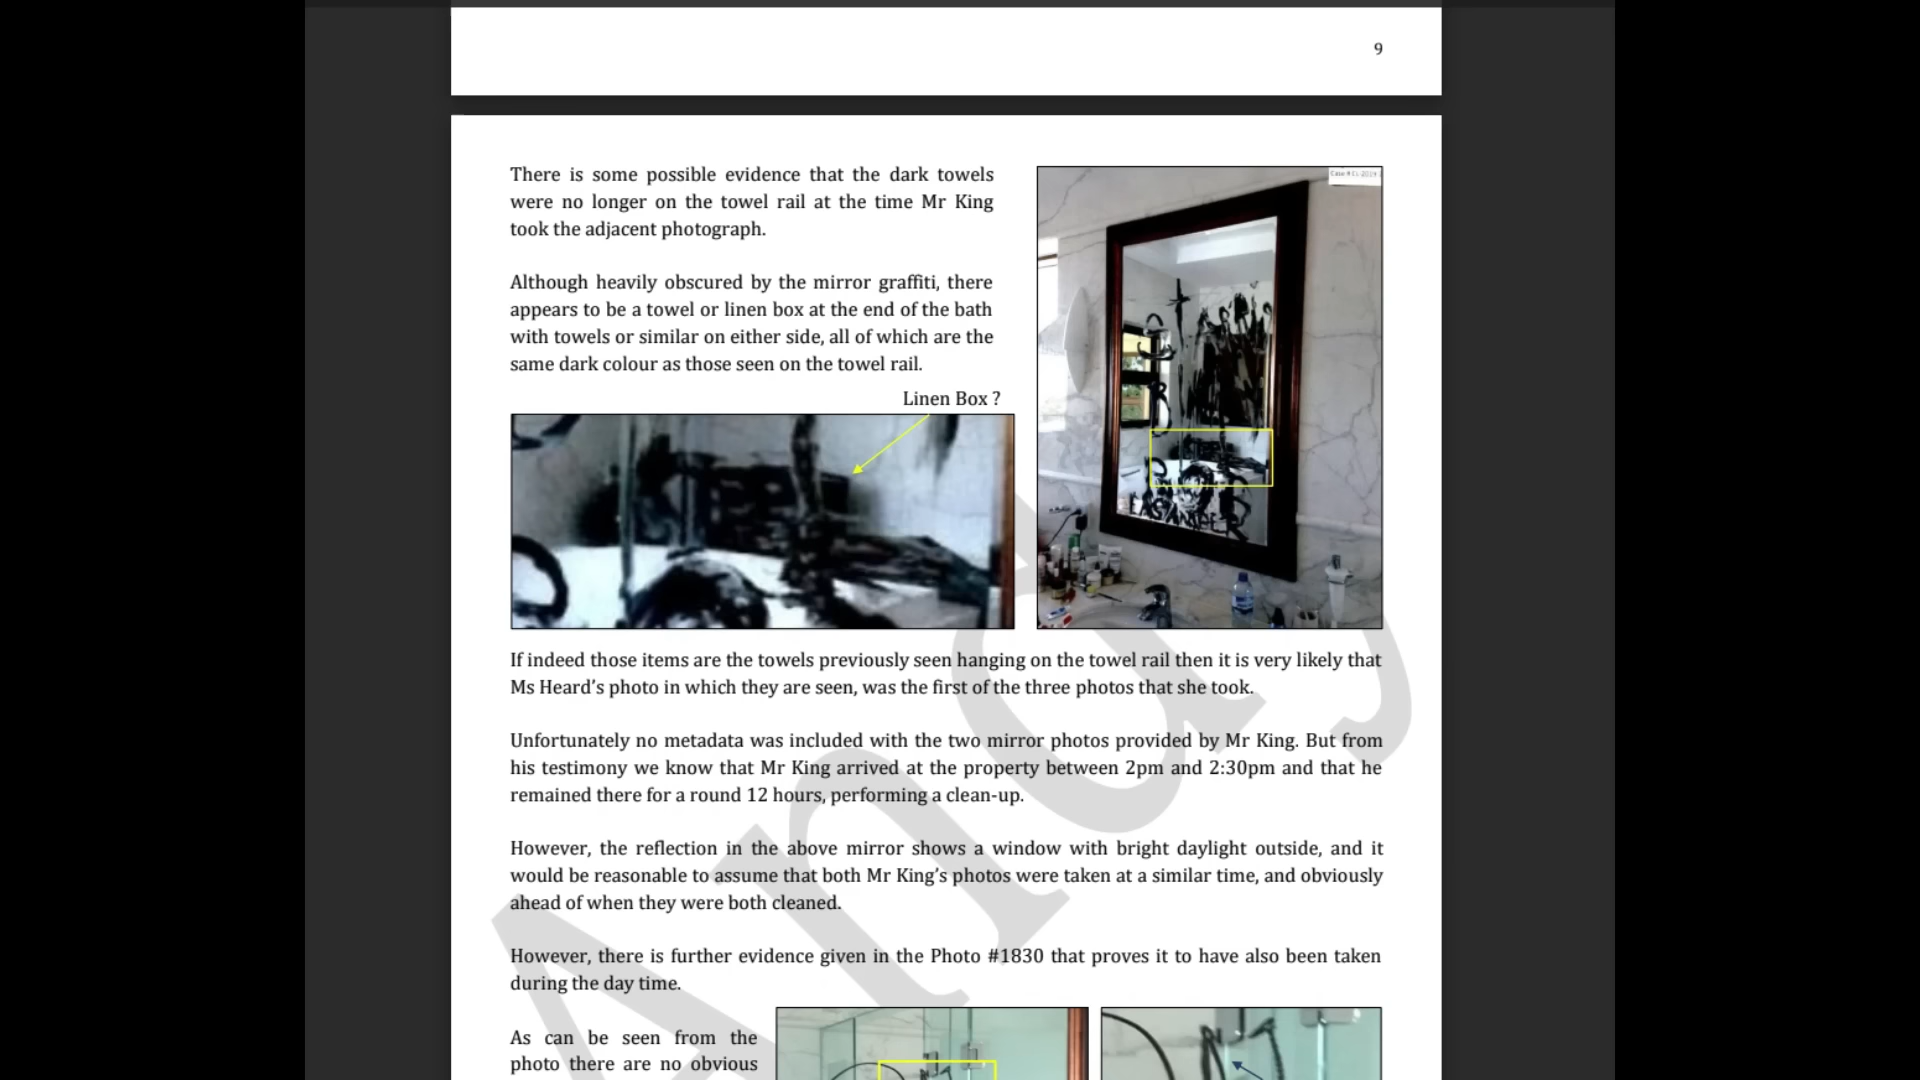 9
There is some possible evidence that the dark towels
were no longer on the towel rail at the time Mr King
took the adjacent photograph.
Although heavily obscured by the mirror graffiti, there
appears to be a towel or linen box at the end of the bath
with towels or similar on either side, all of which are the
same dark colour as those seen on the towel rail.
Linen Box ?
If indeed those items are the towels previously seen hanging on the towel rail then it is very likely that
Ms Heard’s photo in which they are seen, was the first of the three photos that she took.
Unfortunately no metadata was included with the two mirror photos provided by Mr King. But from
his testimony we know that Mr King arrived at the property between 2pm and 2:30pm and that he
remained there for a round 12 hours, performing a clean-up.
However, the reflection in the above mirror shows a window with bright daylight outside, and it
would be reasonable to assume that both Mr King’s photos were taken at a similar time, and obviously
ahead of when they were both cleaned.
However, there is further evidence given in the Photo #1830 that proves it to have also been taken
during the day time.
As can be seen from the
photo there are no obvious
Andy